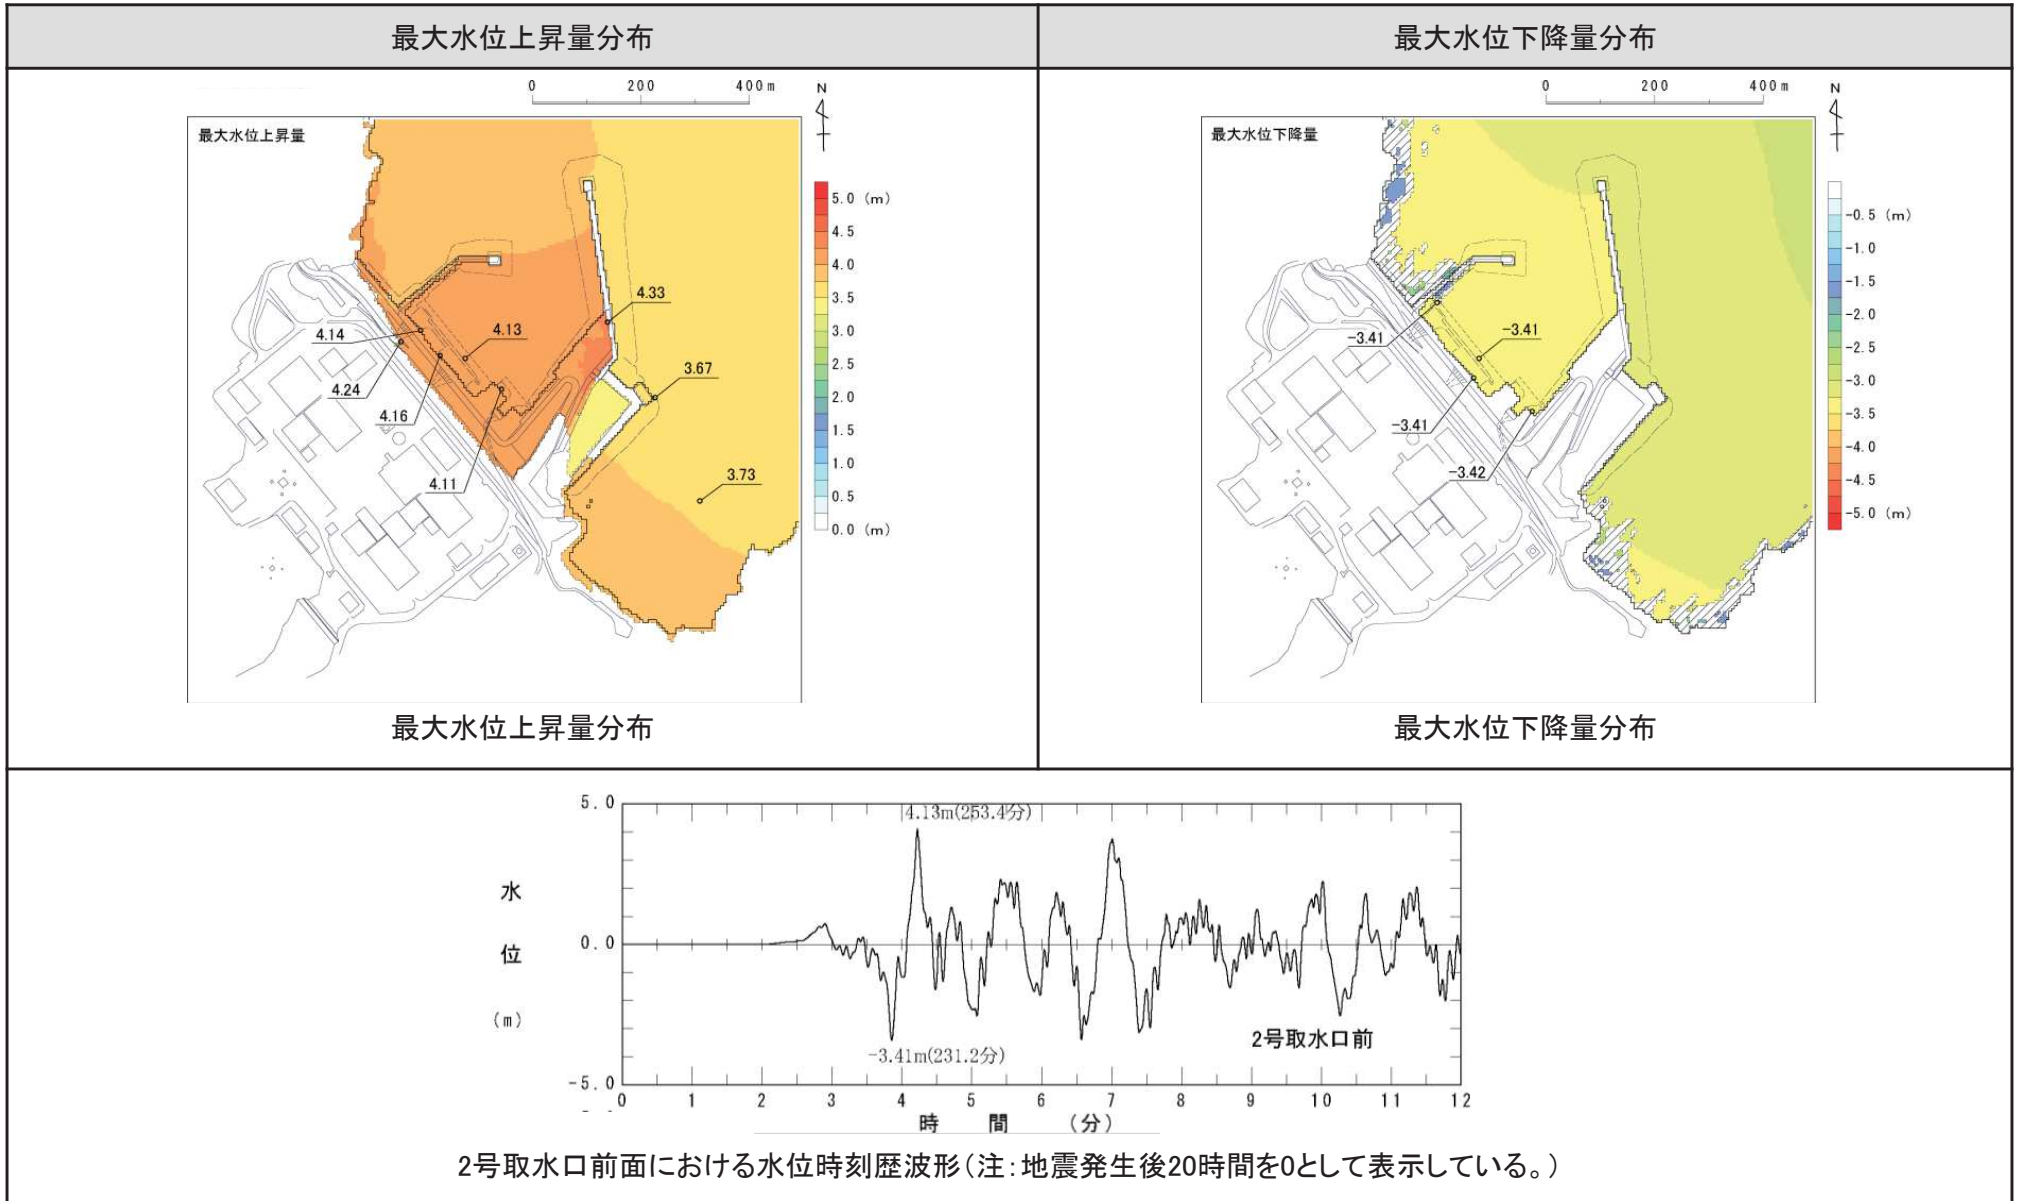 最大水位上昇量分布
最大水位下降量分布
0 200 400m
N
最大水位上昇量
5.0 (m)
4.5
4.0
3.5
3.0
2.5
2.0
1.5
1.0
0.5
0.0 (m)
4.33
4.14
4.13
3.67
4.24
4.16
3.73
4.11
最大水位上昇量分布
0 200 400m
N
最大水位下降量
-0.5 (m)
-1.0
-1.5
-2.0
-2.5
-3.0
-3.5
-4.0
-4.5
-5.0 (m)
-3.41
-3.41
-3.41
-3.42
最大水位下降量分布
5.0
4.13m(253.4分)
水
位
(m)
0.0
-3.41m(231.2分)
2号取水口前
-5.0
0 1 2 3 4 5 6 7 8 9 10 11 12
時 間 (分)
2号取水口前面における水位時刻歴波形(注:地震発生後20時間を0として表示している。)